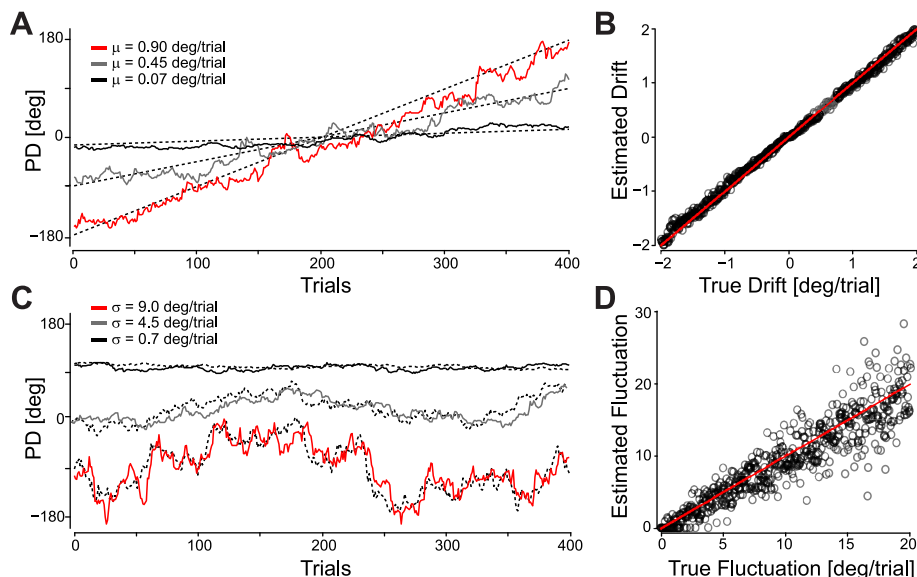 A
180
μ = 0.90 deg/trial
μ = 0.45 deg/trial
μ = 0.07 deg/trial
PD [deg]
0
−180
0
100
200
300
400
Trials
B
2
1
0
−1
−2
Estimated Drift
−2
−1
0
1
2
True Drift [deg/trial]
C
σ = 9.0 deg/trial
σ = 4.5 deg/trial
σ = 0.7 deg/trial
180
PD [deg]
0
−180
0
100
200
300
400
Trials
D
30
20
10
0
Estimated Fluctuation
0
5
10
15
20
True Fluctuation [deg/trial]